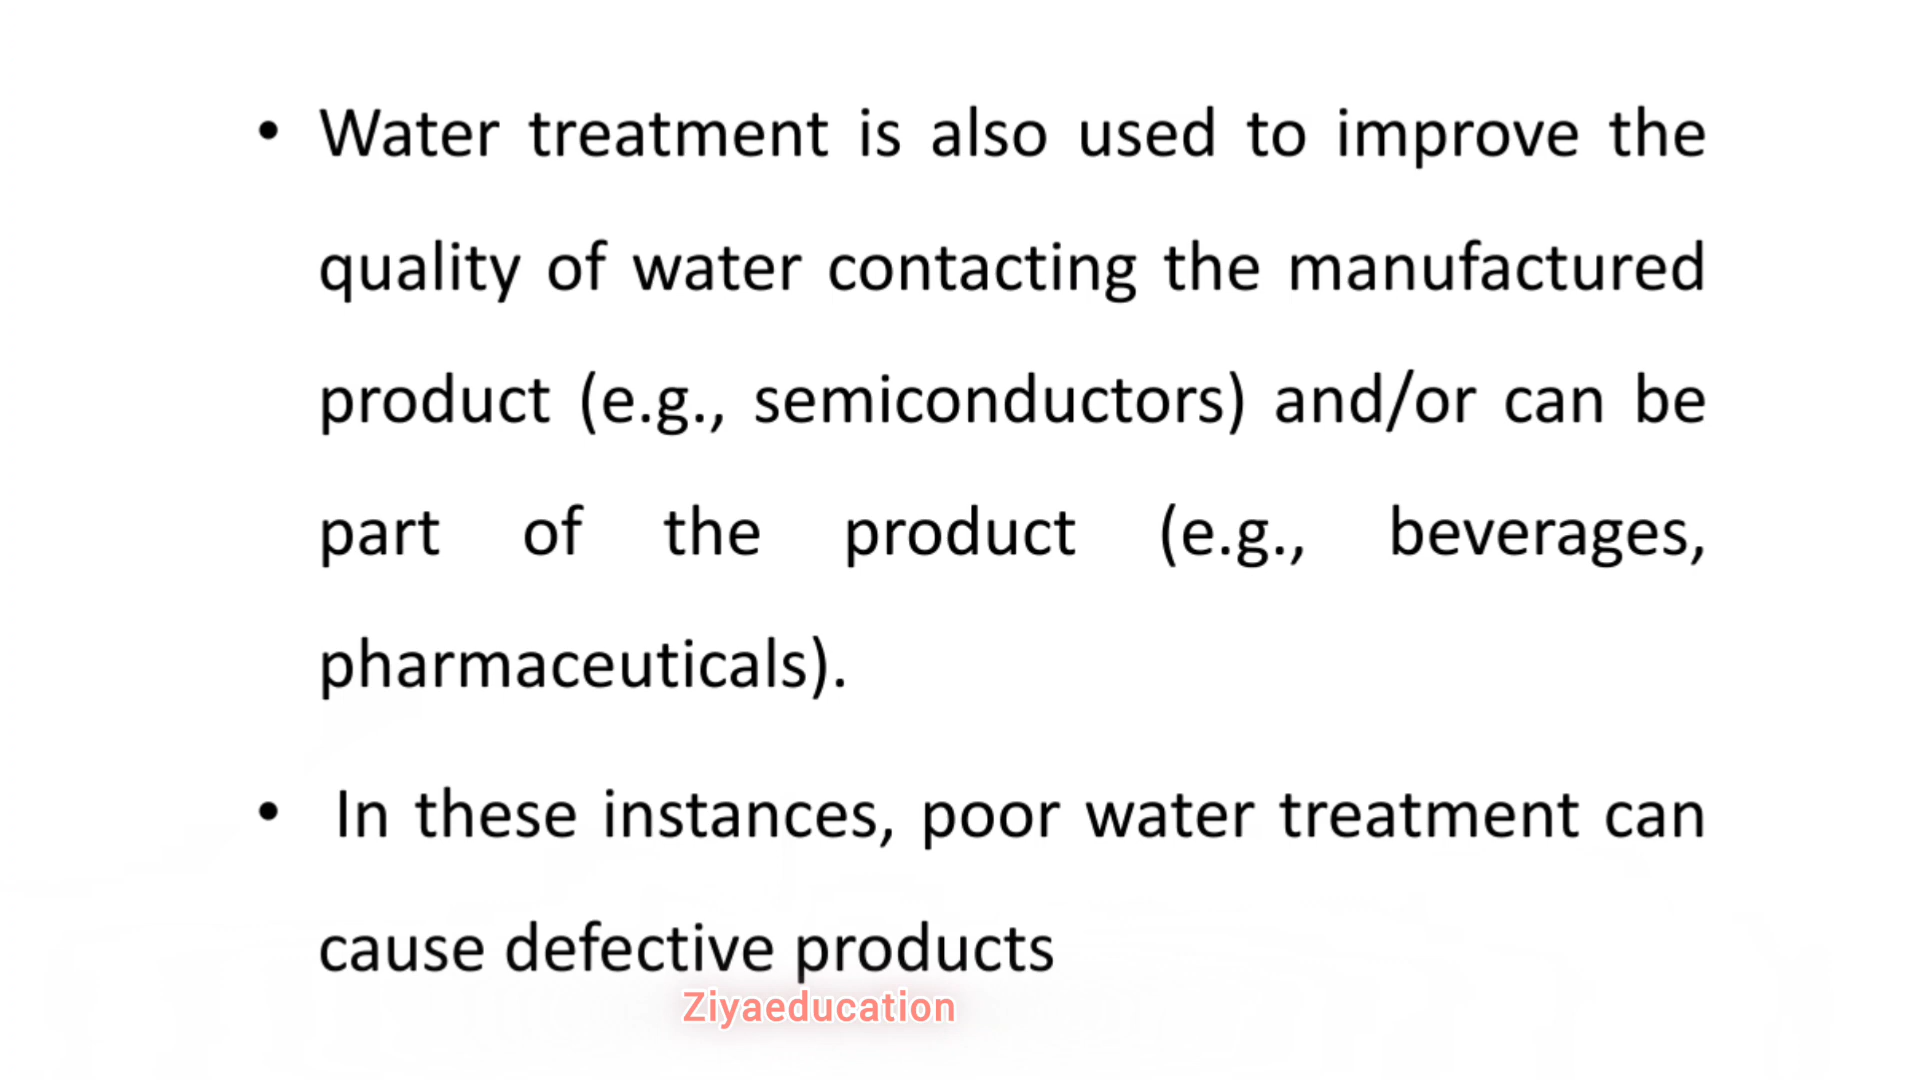 • Water treatment is also used to improve the
quality of water contacting the manufactured
product (e.g., semiconductors) and/or can be
part of the product (e.g., beverages,
pharmaceuticals).
• In these instances, poor water treatment can
cause defective products
Ziyaeducation